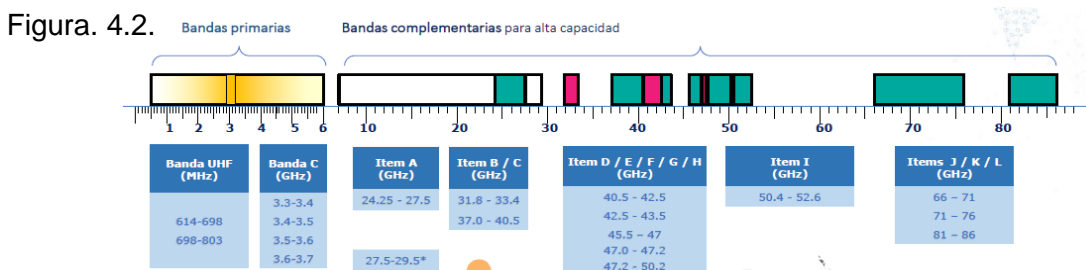 Figura. 4.2.
Bandas primarias
Bandas complementarias para alta capacidad
1 2 3 4 5 6 10 20 30 40 50 60 70 80
Banda UHF
(MHz)
614-698
698-803
Banda C
(GHz)
3.3-3.4
3.4-3.5
3.5-3.6
3.6-3.7
Item A
(GHz)
24.25 - 27.5
27.5-29.5*
Item B / C
(GHz)
31.8 - 33.4
37.0 - 40.5
Item D / E / F / G / H
(GHz)
40.5 - 42.5
42.5 - 43.5
45.5 – 47
47.0 - 47.2
47.2 - 50.2
Item I
(GHz)
50.4 - 52.6
Items J / K / L
(GHz)
66 – 71
71 – 76
81 – 86